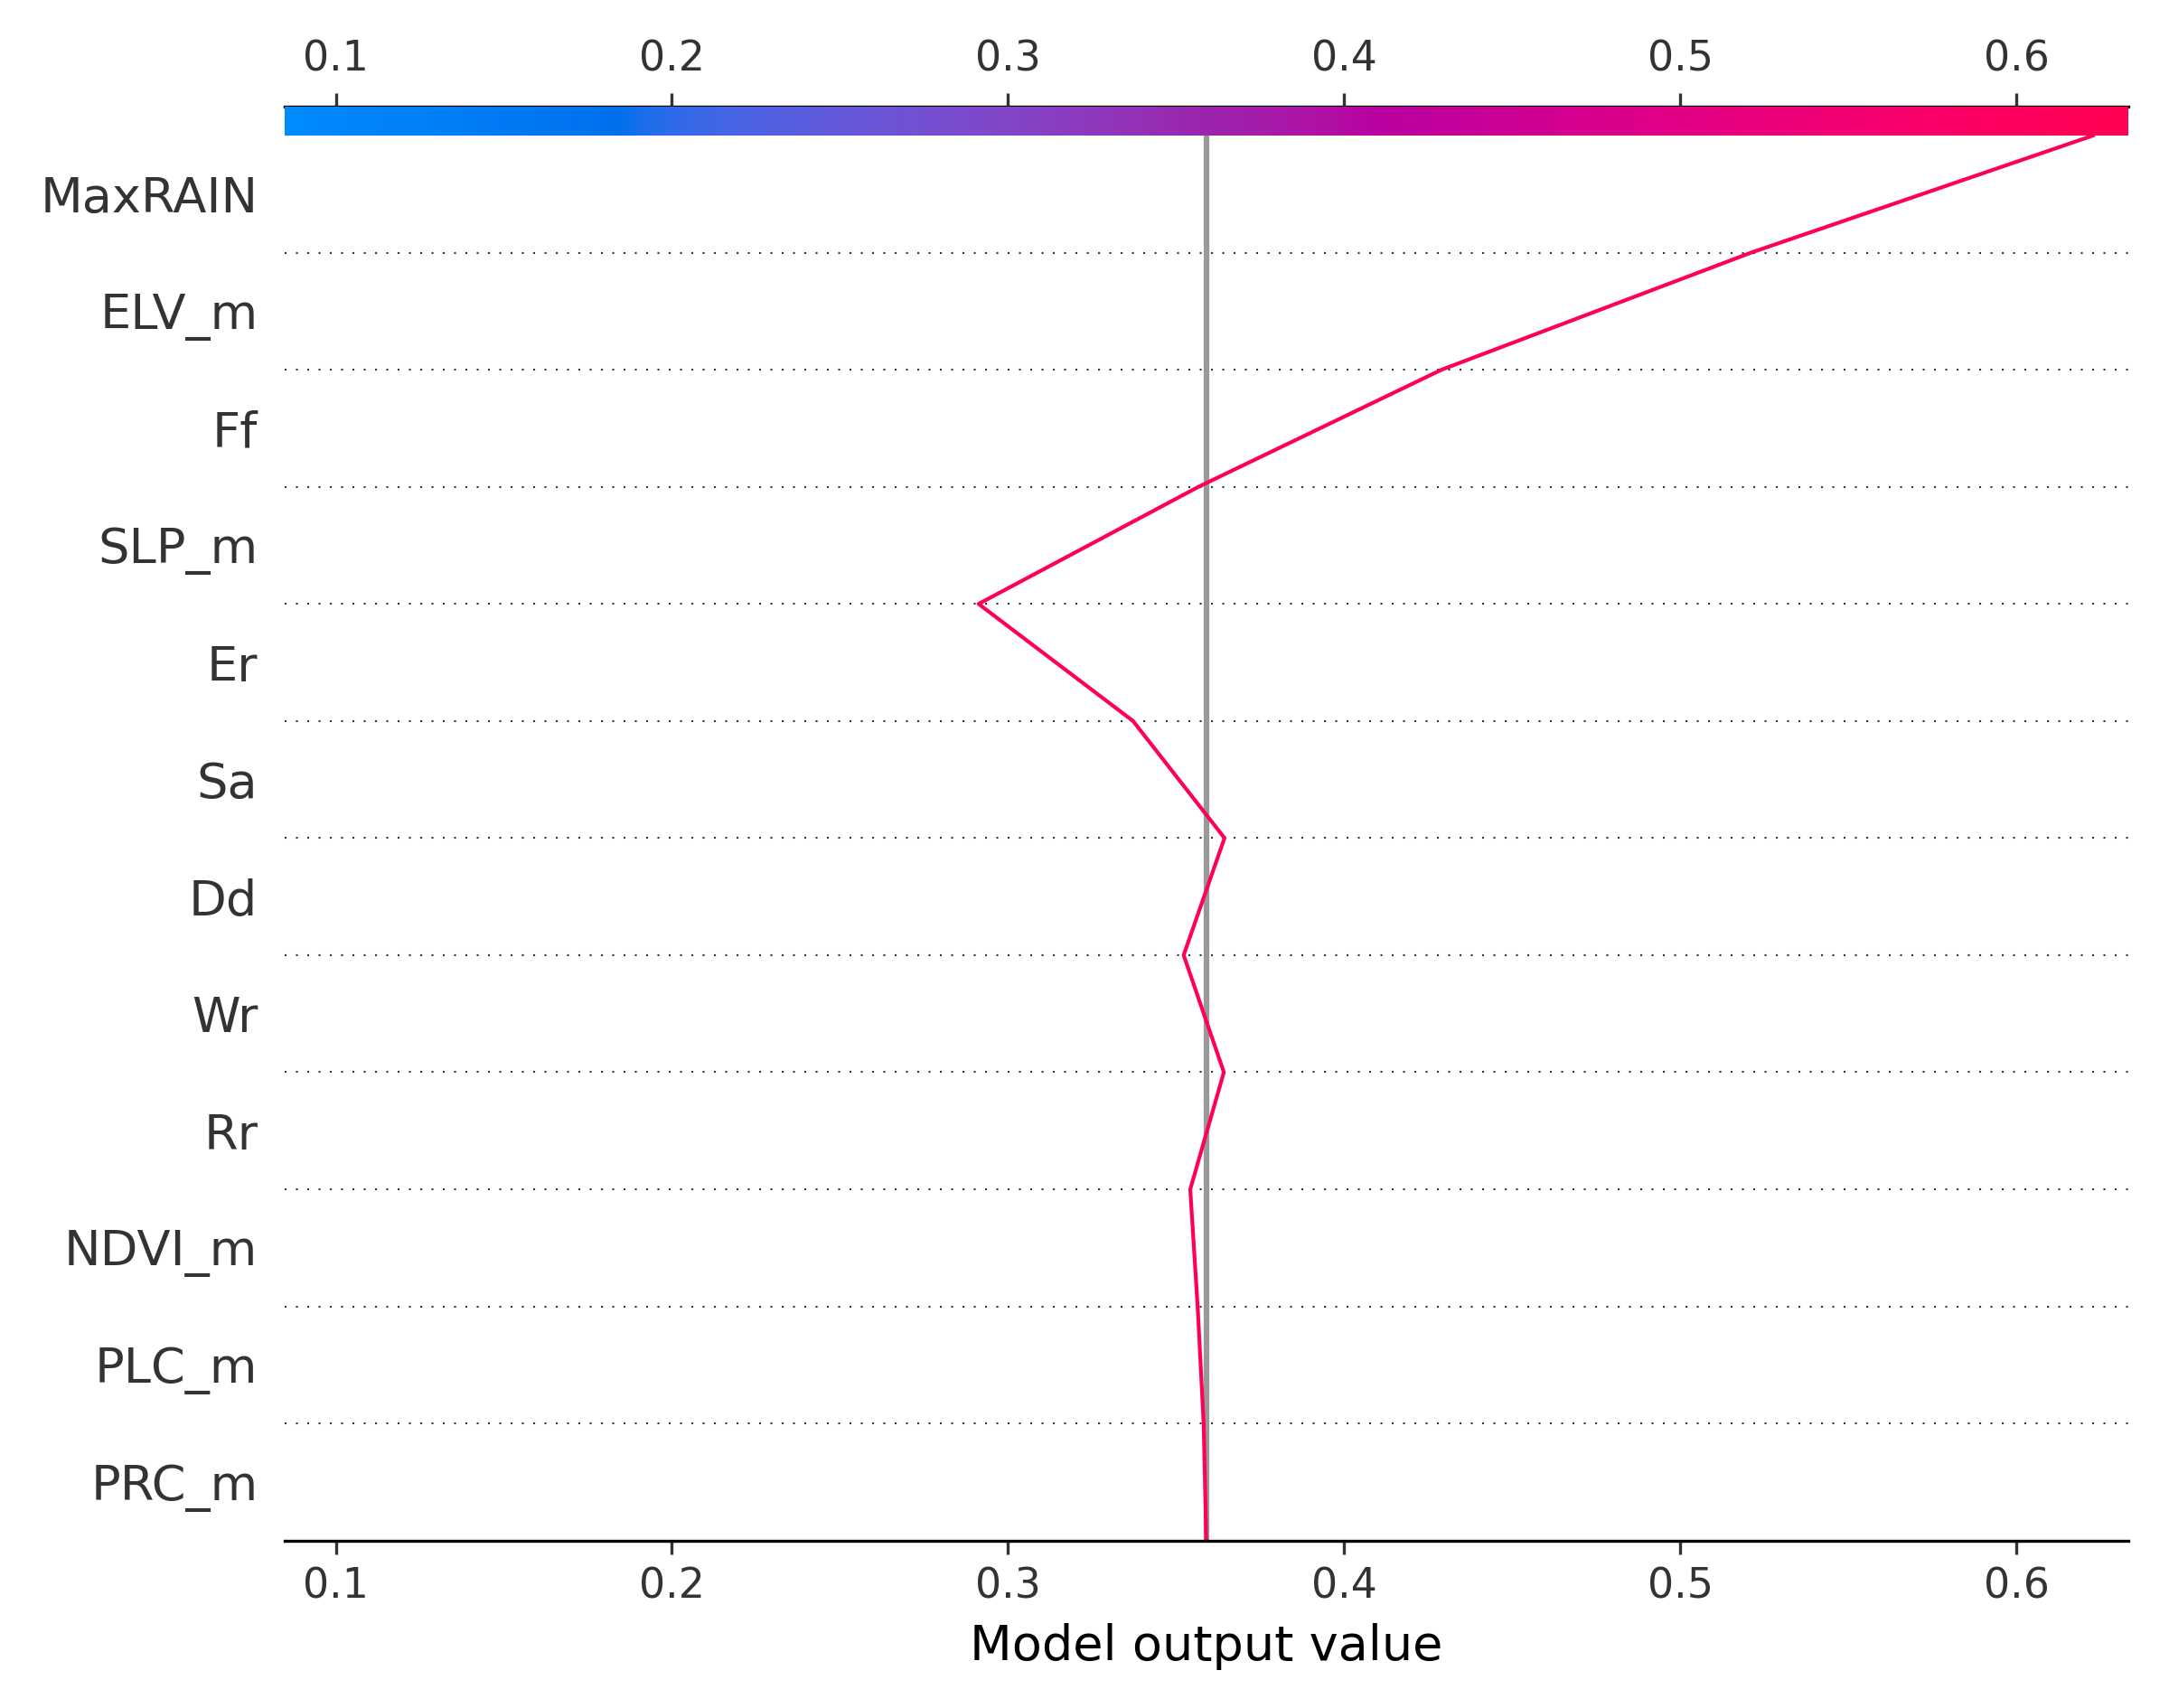 0.1 0.2 0.3 0.4 0.5 0.6
MaxRAIN
ELV_m
Ff
SLP_m
Er
Sa
Dd
Wr
Rr
NDVI_m
PLC_m
PRC_m
0.1 0.2 0.3 0.4 0.5 0.6
Model output value